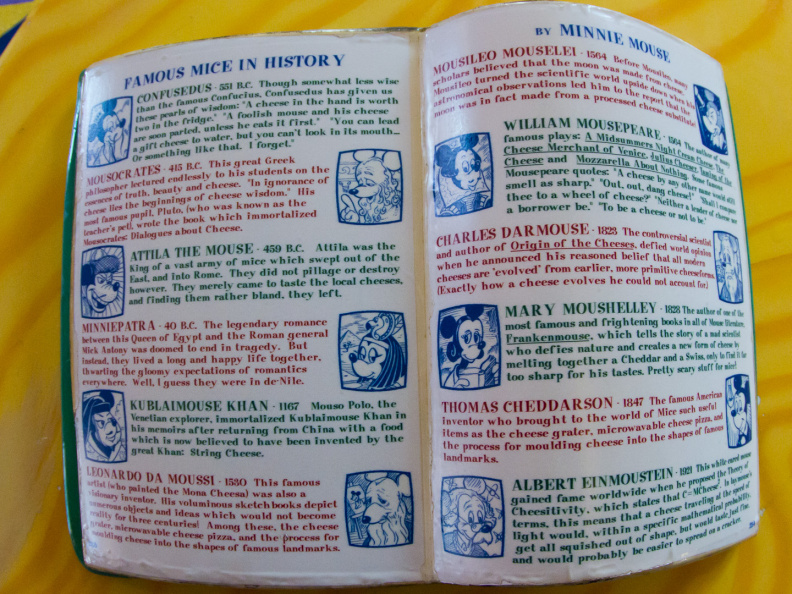 FAMOUS MICE IN HISTORY
CONFUSEDUS - 551 B.C. Though somewhat less wise
than the famous Confucius, Confusedus has given us
these pearls of wisdom: "A cheese in the hand is worth
two in the fridge." "A foolish mouse and his cheese
are soon parted, unless he eats it first." "You can lead
a gift cheese to water, but you can't look in its mouth...
Or something like that. I forget."
MOUSOCRATES - 415 B.C. This great Greek
philosopher lectured endlessly to his students on the
essences of truth, beauty and cheese. "In ignorance of
cheese lies the beginnings of cheese wisdom." His
most famous pupil, Pluto, (who was known as the
teacher's pet), wrote the book which immortalized
Mousocrates: Dialogues about Cheese.
ATTILA THE MOUSE - 459 B.C. Attila was the
King of a vast army of mice which swept out of the
East, and into Rome. They did not pillage or destroy
however. They merely came to taste the local cheeses,
and finding them rather bland, they left.
MINNIEPATRA - 40 B.C. The legendary romance
between this Queen of Egypt and the Roman general
Mick Antony was doomed to end in tragedy. But
instead, they lived a long and happy life together,
thwarting the gloomy expectations of romantics
everywhere. Well, I guess they were in de-Nile.
KUBLAIMOUSE KHAN - 1167 Mouso Polo, the
Venetian explorer, immortalized Kublaimouse Khan in
his memoirs after returning from China with a food
which is now believed to have been invented by the
great Khan: String Cheese.
LEONARDO DA MOUSSI - 1530 This famous
artist (who painted the Mona Cheesa) was also a
visionary inventor. His voluminous sketchbooks depict
numerous objects and ideas which would not become
reality for three centuries! Among these, the cheese
grater, microwavable cheese pizza, and the process for
moulding cheese into the shapes of famous landmarks.
BY MINNIE MOUSE
MOUSILEO MOUSELEI - 1564 Before Mousileo, many
scholars believed that the moon was made from cheese.
Mousileo turned the scientific world upside down when his
astronomical observations led him to report that the
moon was in fact made from a processed cheese substitute!
WILLIAM MOUSEPEARE - 1564 The author of many
famous plays: A Midsummers Night Cream Cheese, The
Cheese Merchant of Venice, Julius Cheeser, Taming of the
Cheese and Mozzarella About Nothing. Some famous
Mousepeare quotes: "A cheese by any other name would still
smell as sharp." "Out, out, dang cheese!" "Shall I compare
thee to a wheel of cheese?" "Neither a lender of cheese nor
a borrower be." "To be a cheese or not to be."
CHARLES DARMOUSE - 1823 The controversial scientist
and author of Origin of the Cheeses, defied world opinion
when he announced his reasoned belief that all modern
cheeses are 'evolved' from earlier, more primitive cheeseforms.
(Exactly how a cheese evolves he could not account for.)
MARY MOUSHELLEY - 1828 The author of one of the
most famous and frightening books in all of Mouse literature:
Frankenmouse, which tells the story of a mad scientist
who defies nature and creates a new form of cheese by
melting together a Cheddar and a Swiss, only to find it far
too sharp for his tastes. Pretty scary stuff for mice!
THOMAS CHEDDARSON - 1847 The famous American
inventor who brought to the world of Mice such useful
items as the cheese grater, microwavable cheese pizza, and
the process for moulding cheese into the shapes of famous
landmarks.
ALBERT EINMOUSTEIN - 1921 This white-haired mouse
gained fame worldwide when he proposed the Theory of
Cheesitivity, which states that C=MCheese². In layman's
terms, this means that a cheese traveling at the speed of
light would, within a specific mathematical probability,
get all squished out of shape, but would taste just fine,
and would probably be easier to spread on a cracker.